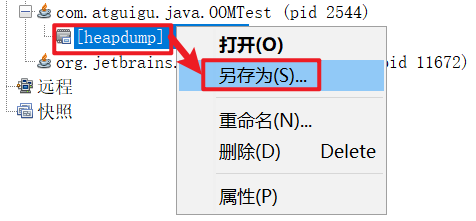 com.atguigu.java.OOMTest (pid 2544)
[heapdump]
打开(O)
org.jetbrains. pid 11672)
另存为(S)...
远程
快照
重命名(N)...
删除(D) Delete
属性(P)